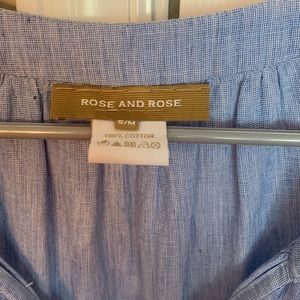 ROSE AND ROSE
S/M
100% COTTON